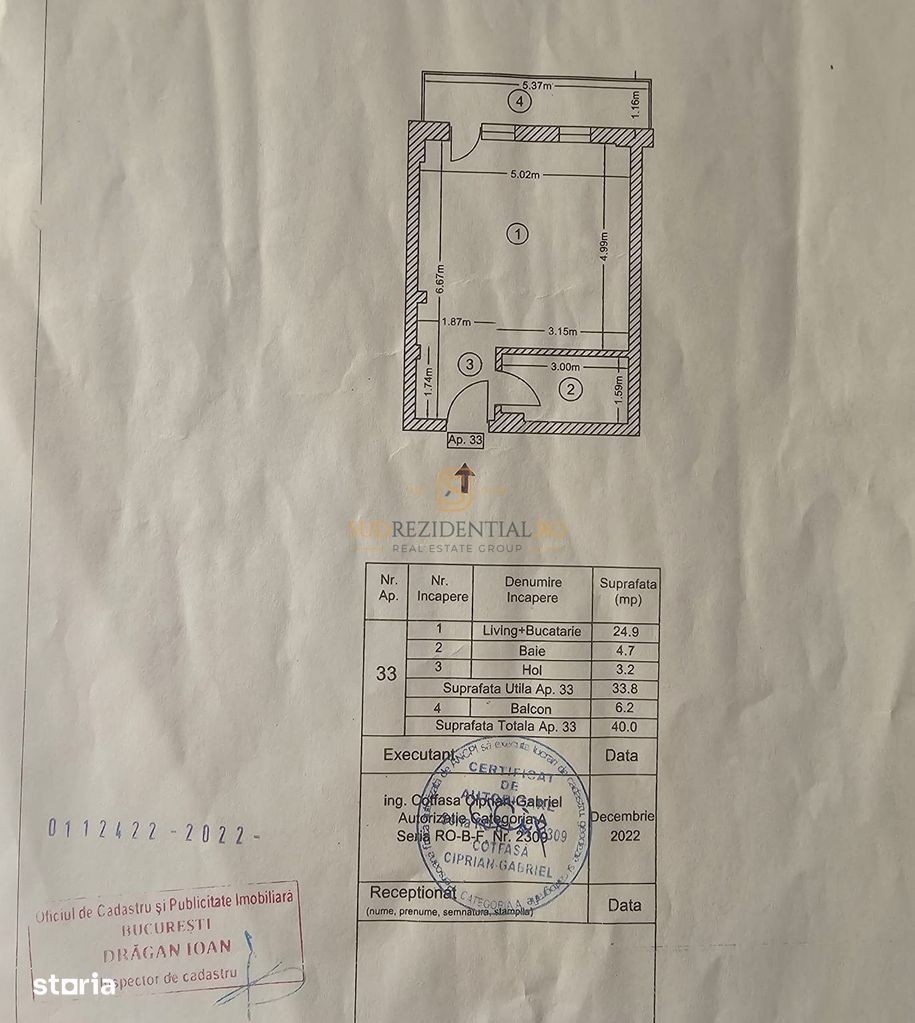 5.37m
4
1.16m
5.02m
1
4.99m
6.67m
1.87m
3.15m
3
3.00m
2
1.74m
1.59m
Ap. 33
SUDREZIDENTIAL.RO
REAL ESTATE GROUP
Nr. Ap.
Nr. Incapere
Denumire Incapere
Suprafata (mp)
33
1 Living+Bucatarie 24.9
2 Baie 4.7
3 Hol 3.2
Suprafata Utila Ap. 33 33.8
4 Balcon 6.2
Suprafata Totala Ap. 33 40.0
Executant Data
ing. Cotfasa Ciprian-Gabriel
Autorizatie Categoria A
Seria RO-B-F, Nr. 2309
Decembrie
2022
CERTIFICAT
DE
AUTORIZARE
COTFASA
CIPRIAN-GABRIEL
CATEGORIA A
Receptionat Data
(nume, prenume, semnatura, stampila)
0112422-2022-
Oficiul de Cadastru și Publicitate Imobiliară
BUCUREȘTI
DRĂGAN IOAN
Inspector de cadastru
storia